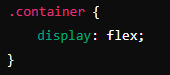 .container {
    display: flex;
}